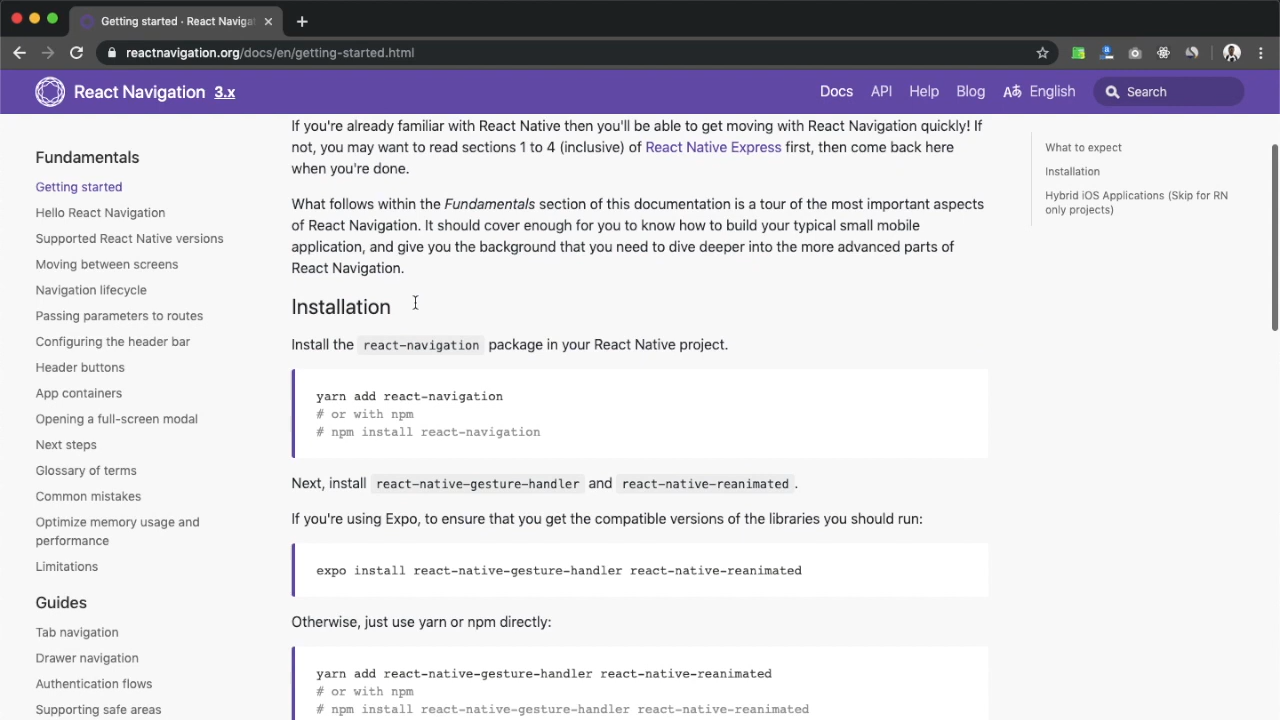 Getting started · React Navigat
reactnavigation.org/docs/en/getting-started.html
React Navigation 3.x
Docs API Help Blog Aあ English Search
Fundamentals
Getting started
Hello React Navigation
Supported React Native versions
Moving between screens
Navigation lifecycle
Passing parameters to routes
Configuring the header bar
Header buttons
App containers
Opening a full-screen modal
Next steps
Glossary of terms
Common mistakes
Optimize memory usage and
performance
Limitations
Guides
Tab navigation
Drawer navigation
Authentication flows
Supporting safe areas
If you're already familiar with React Native then you'll be able to get moving with React Navigation quickly! If
not, you may want to read sections 1 to 4 (inclusive) of React Native Express first, then come back here
when you're done.
What follows within the Fundamentals section of this documentation is a tour of the most important aspects
of React Navigation. It should cover enough for you to know how to build your typical small mobile
application, and give you the background that you need to dive deeper into the more advanced parts of
React Navigation.
Installation
Install the react-navigation package in your React Native project.
yarn add react-navigation
# or with npm
# npm install react-navigation
Next, install react-native-gesture-handler and react-native-reanimated.
If you're using Expo, to ensure that you get the compatible versions of the libraries you should run:
expo install react-native-gesture-handler react-native-reanimated
Otherwise, just use yarn or npm directly:
yarn add react-native-gesture-handler react-native-reanimated
# or with npm
# npm install react-native-gesture-handler react-native-reanimated
What to expect
Installation
Hybrid iOS Applications (Skip for RN
only projects)